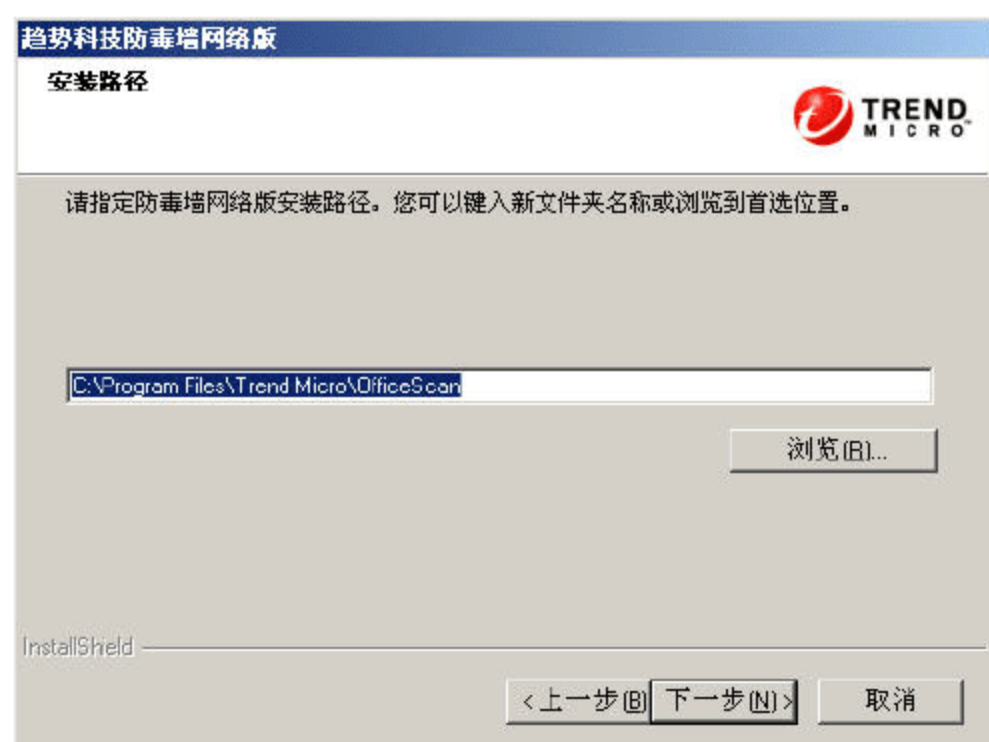 趋势科技防毒墙网络版
安装路径
TREND
MICRO
请指定防毒墙网络版安装路径。您可以键入新文件夹名称或浏览到首选位置。
C:\Program Files\Trend Micro\OfficeScan
浏览(R)...
InstallShield
<上一步(B) 下一步(N)> 取消